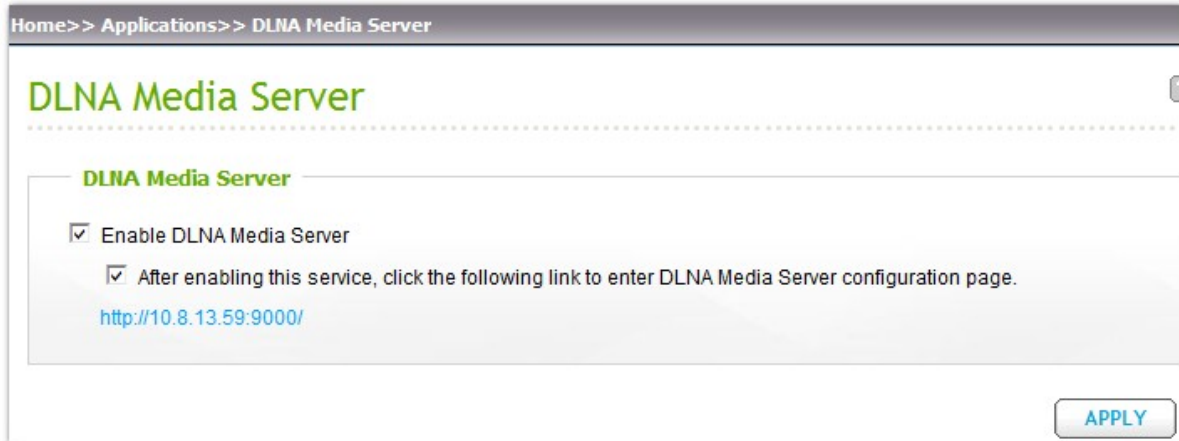 Home>> Applications>> DLNA Media Server
DLNA Media Server
DLNA Media Server
Enable DLNA Media Server
After enabling this service, click the following link to enter DLNA Media Server configuration page.
http://10.8.13.59:9000/
APPLY